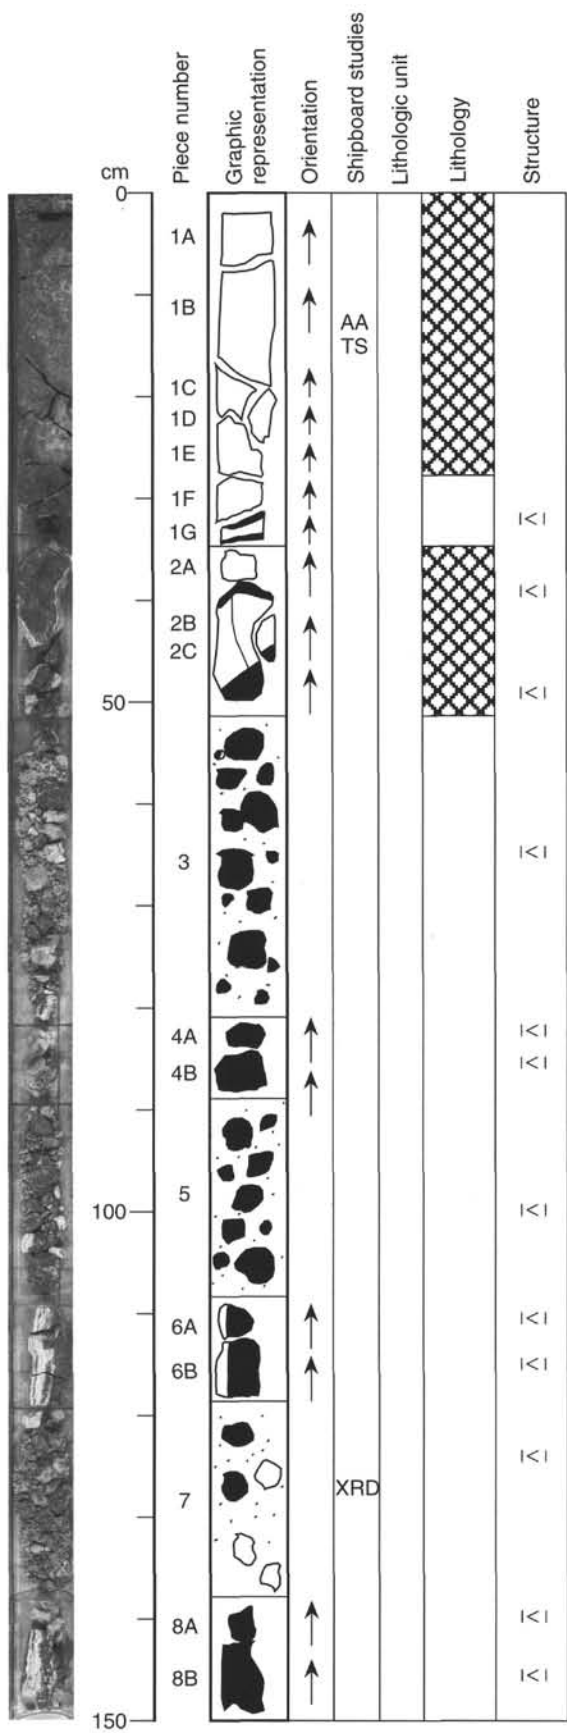 cm
Piece number
Graphic
representation
Orientation
Shipboard studies
Lithologic unit
Lithology
Structure
0
1A
1B
AA
TS
1C
1D
1E
1F
1G
|<|
2A
|<|
2B
2C
50
|<|
3
|<|
4A
|<|
4B
|<|
5
100
|<|
6A
|<|
6B
|<|
|<|
7
XRD
8A
|<|
8B
|<|
150